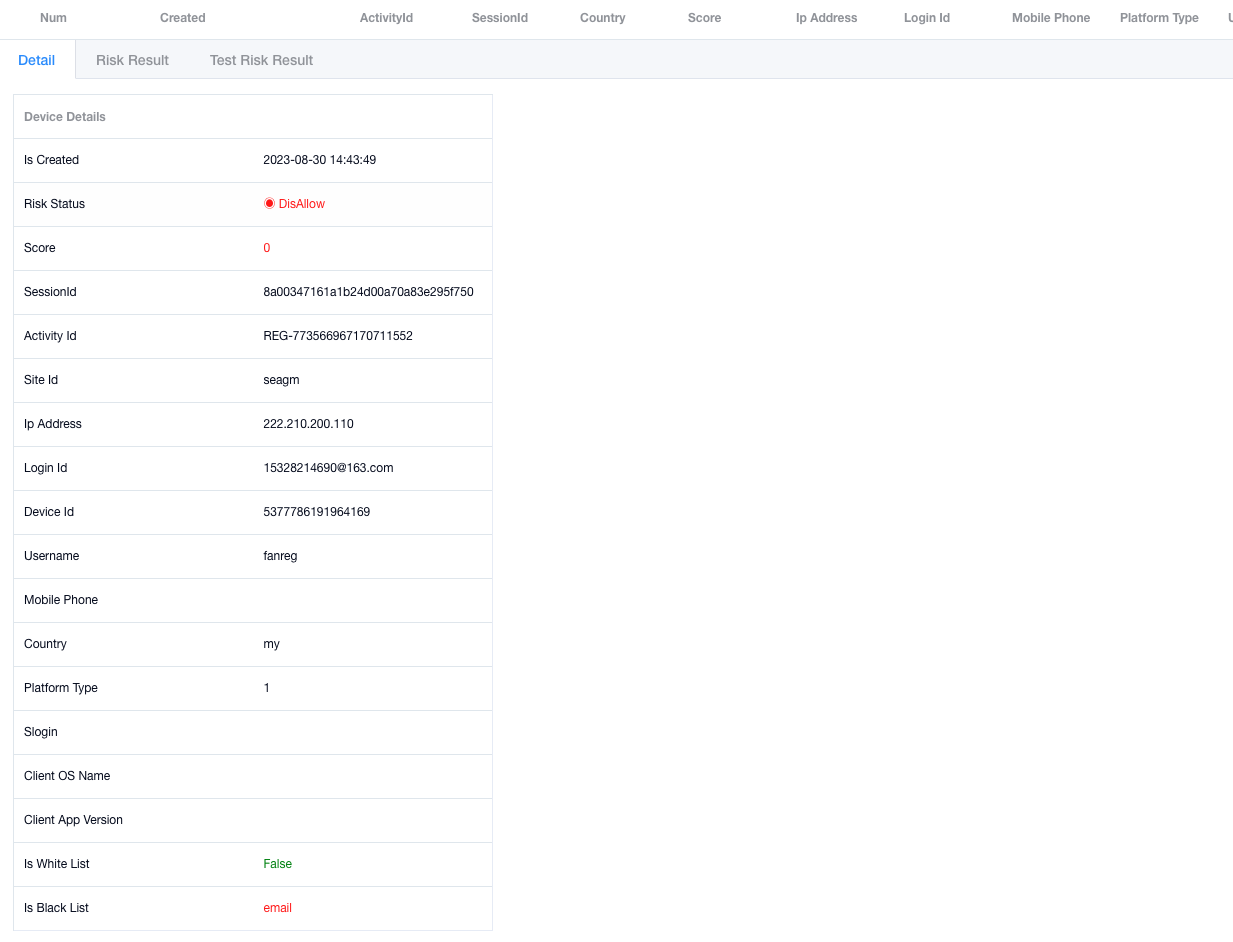 Num Created ActivityId SessionId Country Score Ip Address Login Id Mobile Phone Platform Type
Detail Risk Result Test Risk Result
Device Details
Is Created 2023-08-30 14:43:49
Risk Status DisAllow
Score 0
SessionId 8a00347161a1b24d00a70a83e295f750
Activity Id REG-773566967170711552
Site Id seagm
Ip Address 222.210.200.110
Login Id 15328214690@163.com
Device Id 5377786191964169
Username fanreg
Mobile Phone
Country my
Platform Type 1
Slogin
Client OS Name
Client App Version
Is White List False
Is Black List email